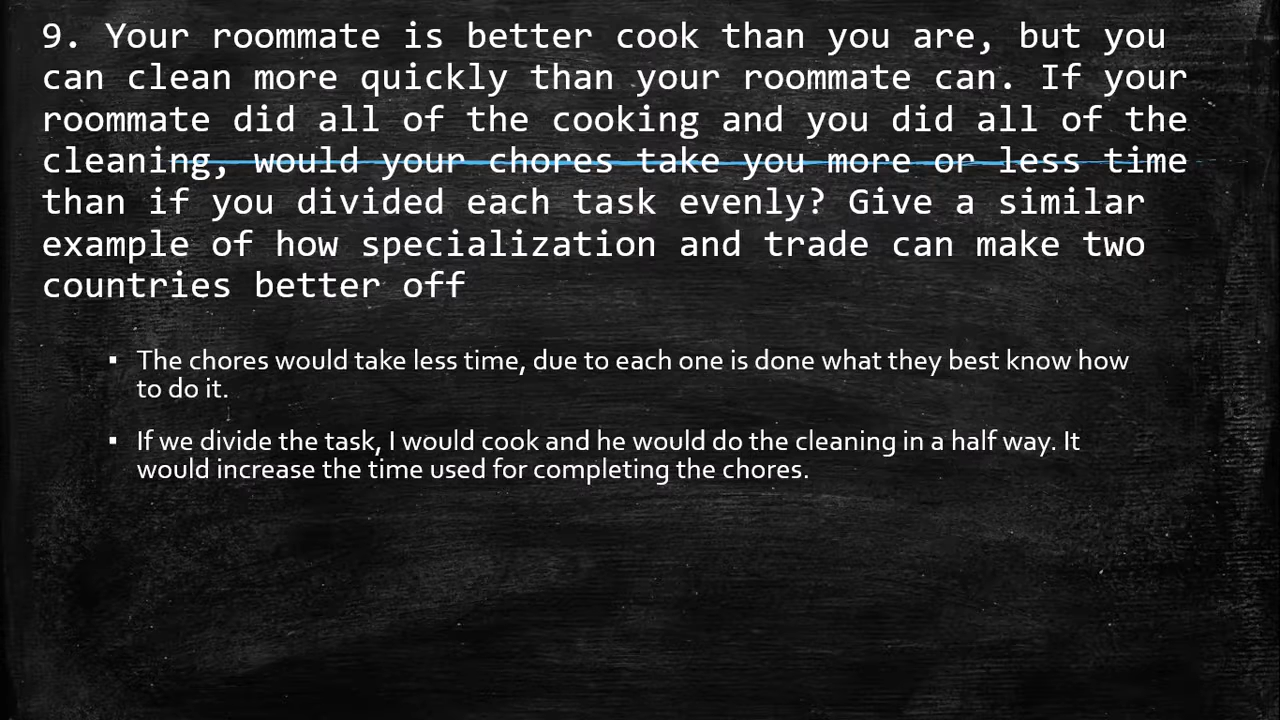 9. Your roommate is better cook than you are, but you
can clean more quickly than your roommate can. If your
roommate did all of the cooking and you did all of the
cleaning, would your chores take you more or less time
than if you divided each task evenly? Give a similar
example of how specialization and trade can make two
countries better off
▪ The chores would take less time, due to each one is done what they best know how
to do it.
▪ If we divide the task, I would cook and he would do the cleaning in a half way. It
would increase the time used for completing the chores.